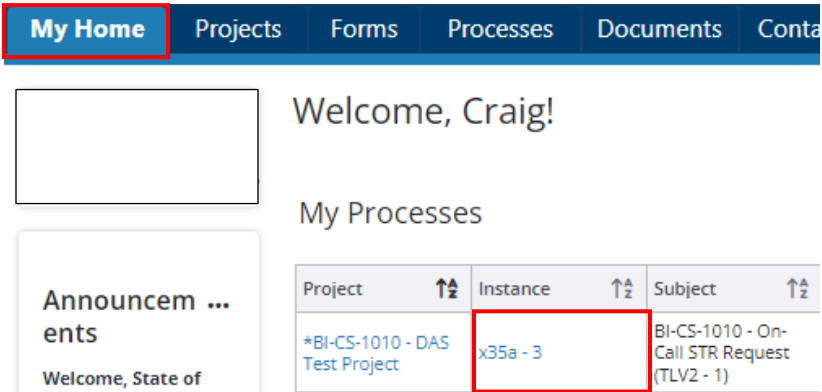 My Home Projects Forms Processes Documents Conta
Welcome, Craig!
My Processes
Announcem ...
ents
Welcome, State of
Project Instance Subject
*BI-CS-1010 - DAS
Test Project
x35a - 3
BI-CS-1010 - On-
Call STR Request
(TLV2 - 1)